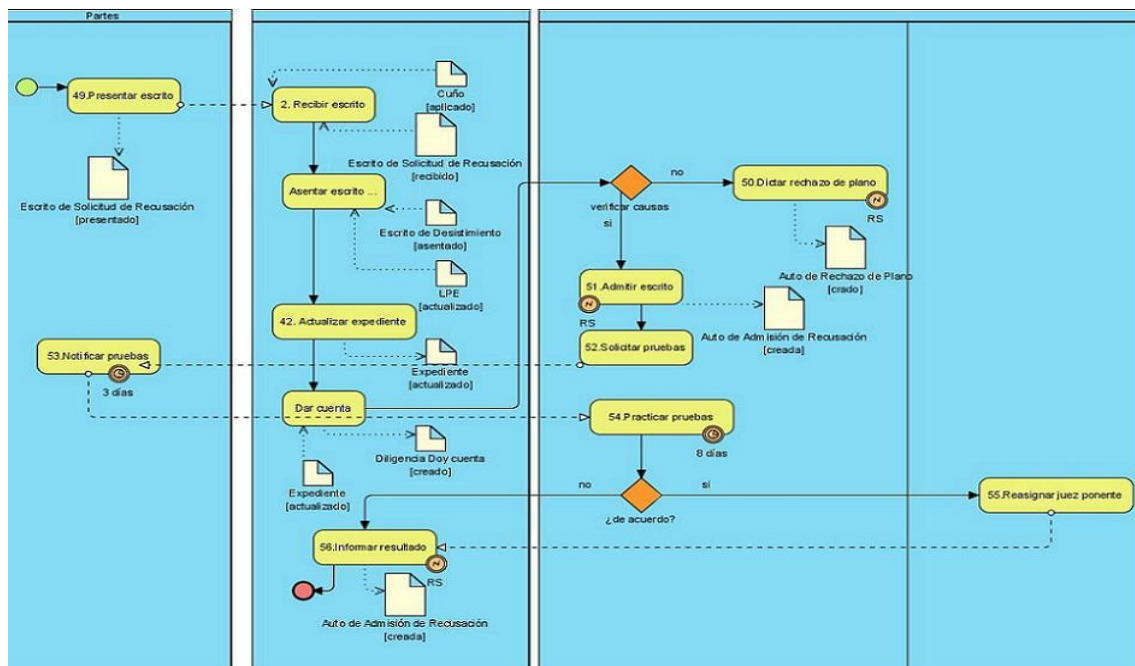 Partes
49.Presentar escrito
Escrito de Solicitud de Recusación
[presentado]
53.Notificar pruebas
3 días
2. Recibir escrito
Cuño
[aplicado]
Escrito de Solicitud de Recusación
[recibido]
Asentar escrito ...
Escrito de Desistimiento
[asentado]
LPE
[actualizado]
42. Actualizar expediente
Expediente
[actualizado]
Dar cuenta
Diligencia Doy cuenta
[creado]
Expediente
[actualizado]
56.Informar resultado
RS
Auto de Admisión de Recusación
[creada]
verificar causas
no
si
50.Dictar rechazo de plano
RS
Auto de Rechazo de Plano
[crado]
51.Admitir escrito
RS
Auto de Admisión de Recusación
[creada]
52.Solicitar pruebas
54.Practicar pruebas
8 días
no
si
¿de acuerdo?
55.Reasignar juez ponente